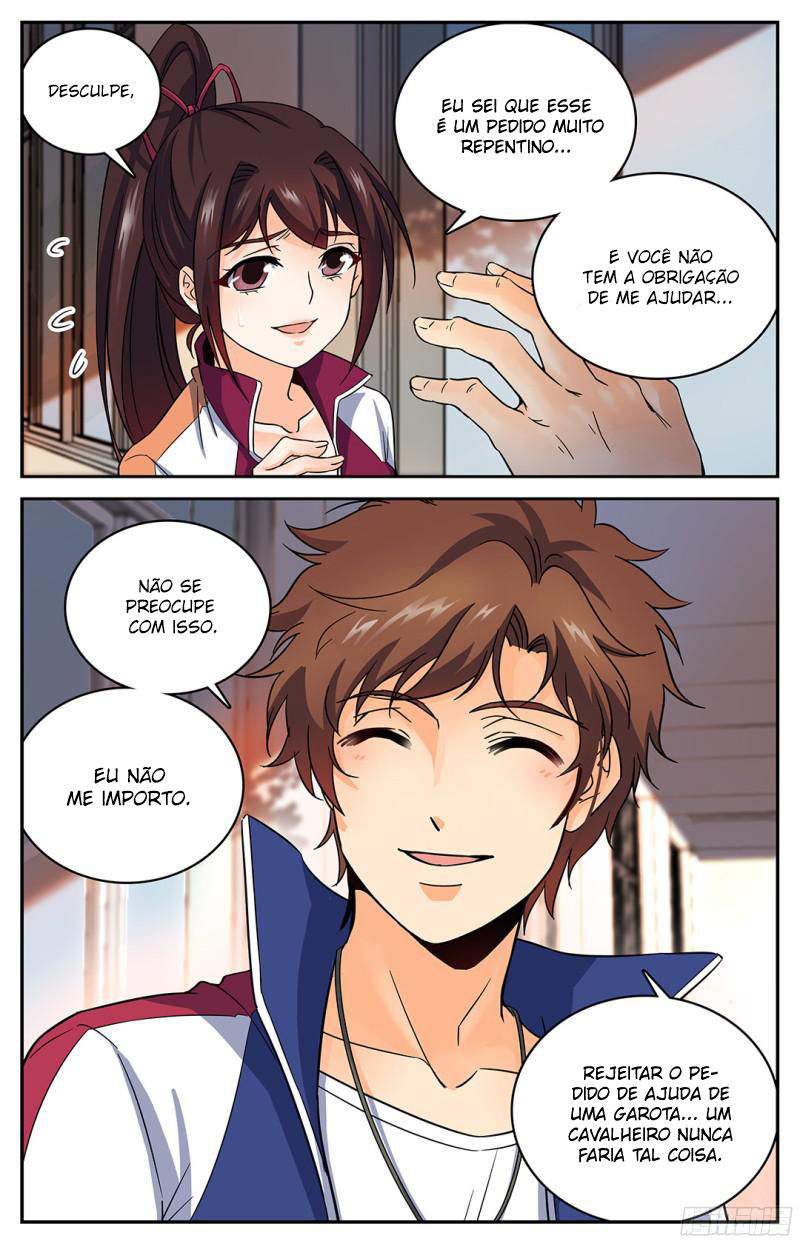 DESCULPE,
EU SEI QUE ESSE
É UM PEDIDO MUITO
REPENTINO...
E VOCÊ NÃO
TEM A OBRIGAÇÃO
DE ME AJUDAR...
NÃO SE
PREOCUPE
COM ISSO.
EU NÃO
ME IMPORTO.
REJEITAR O PE-
DIDO DE AJUDA DE
UMA GAROTA... UM
CAVALHEIRO NUNCA
FARIA TAL COISA.